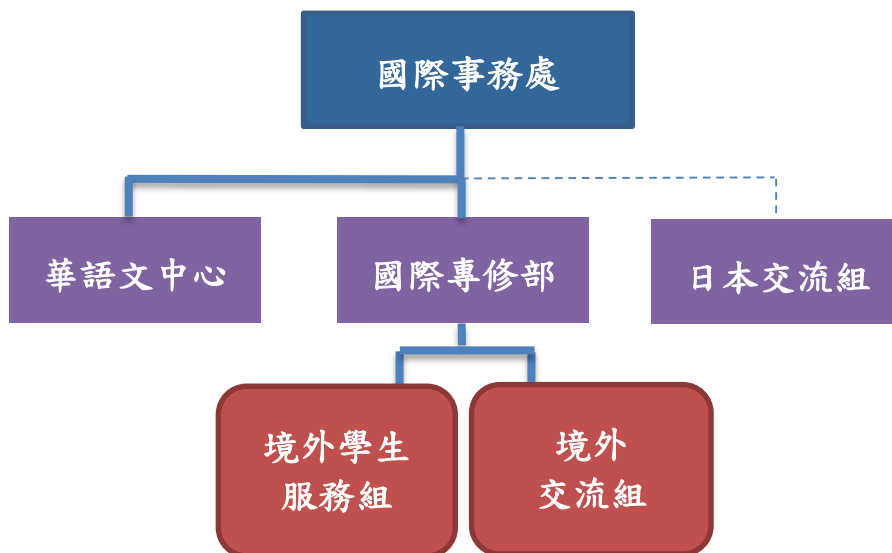 國際事務處
華語文中心
國際專修部
日本交流組
境外學生
服務組
境外
交流組